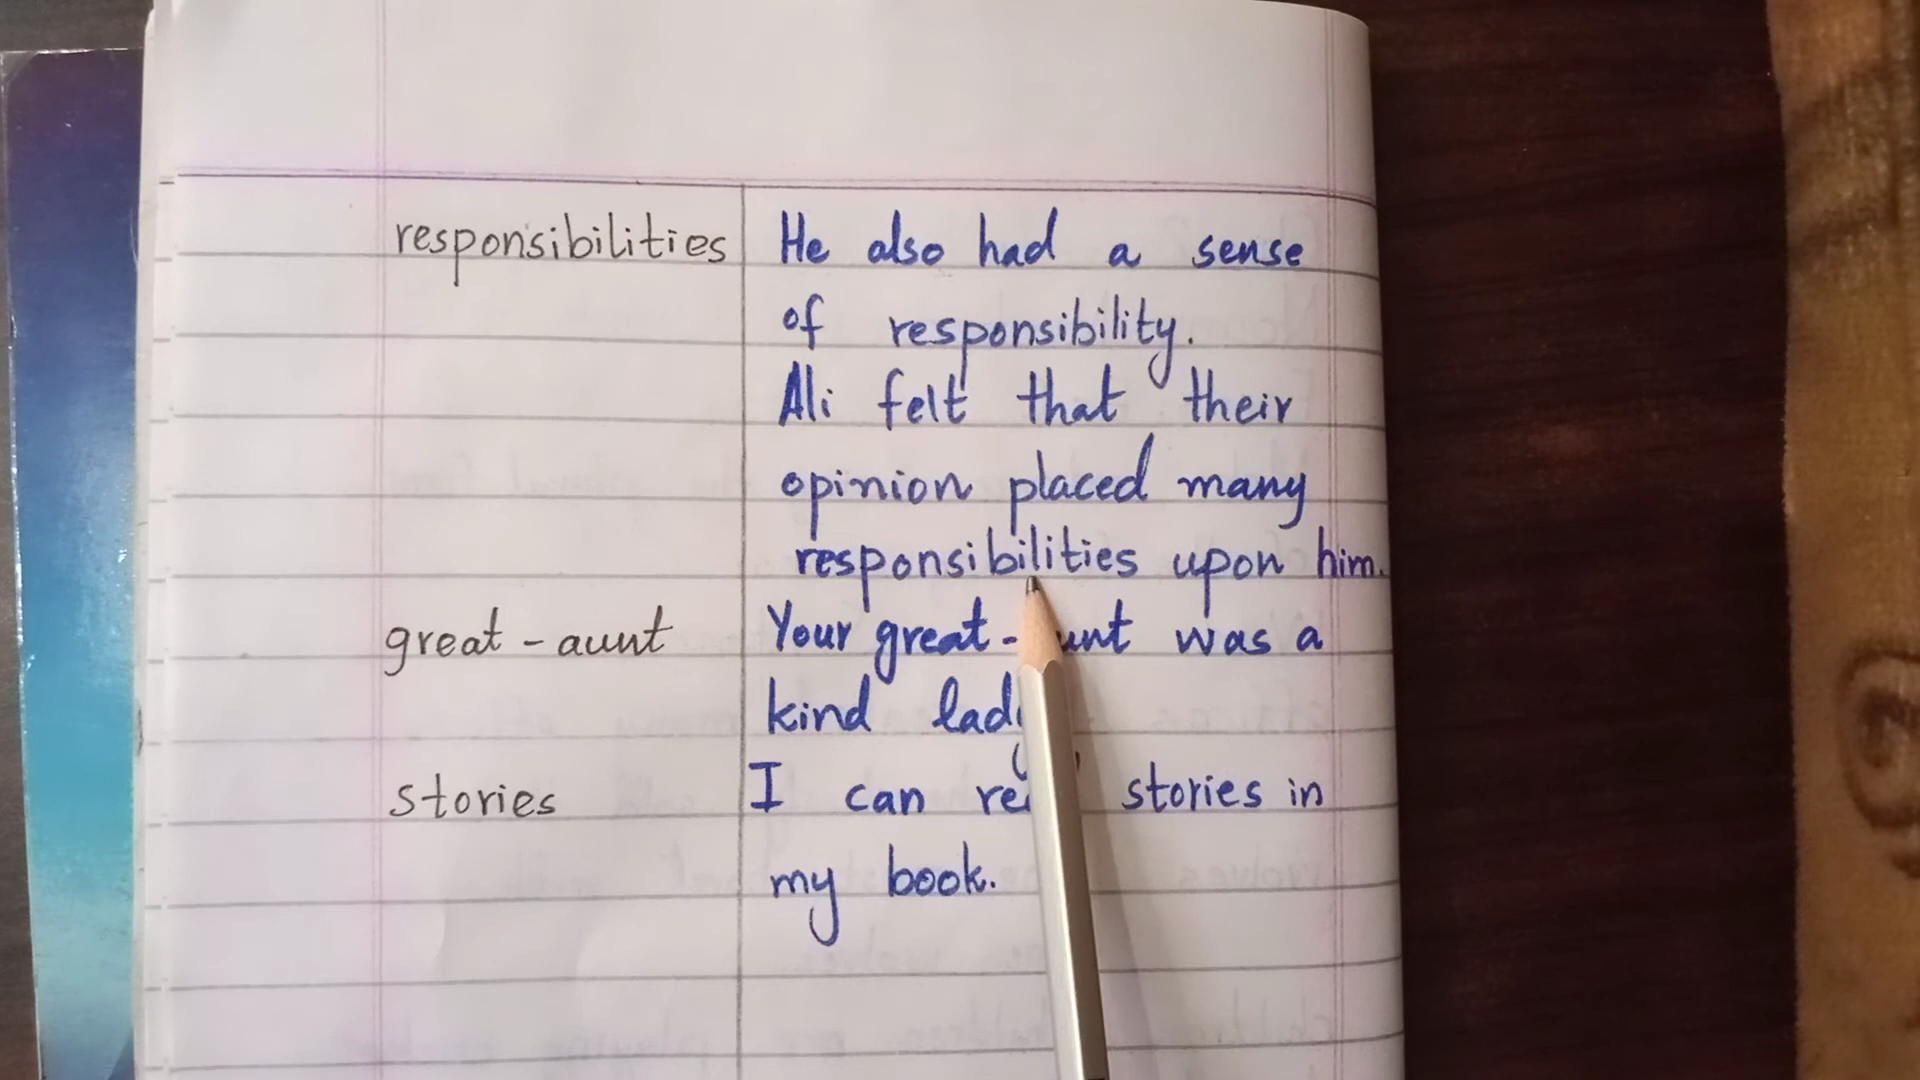 responsibilities He also had a sense
of responsibility.
Ali felt that their
opinion placed many
responsibilities upon him.
great-aunt Your great- was a
kind
stories I can stories in
my book.